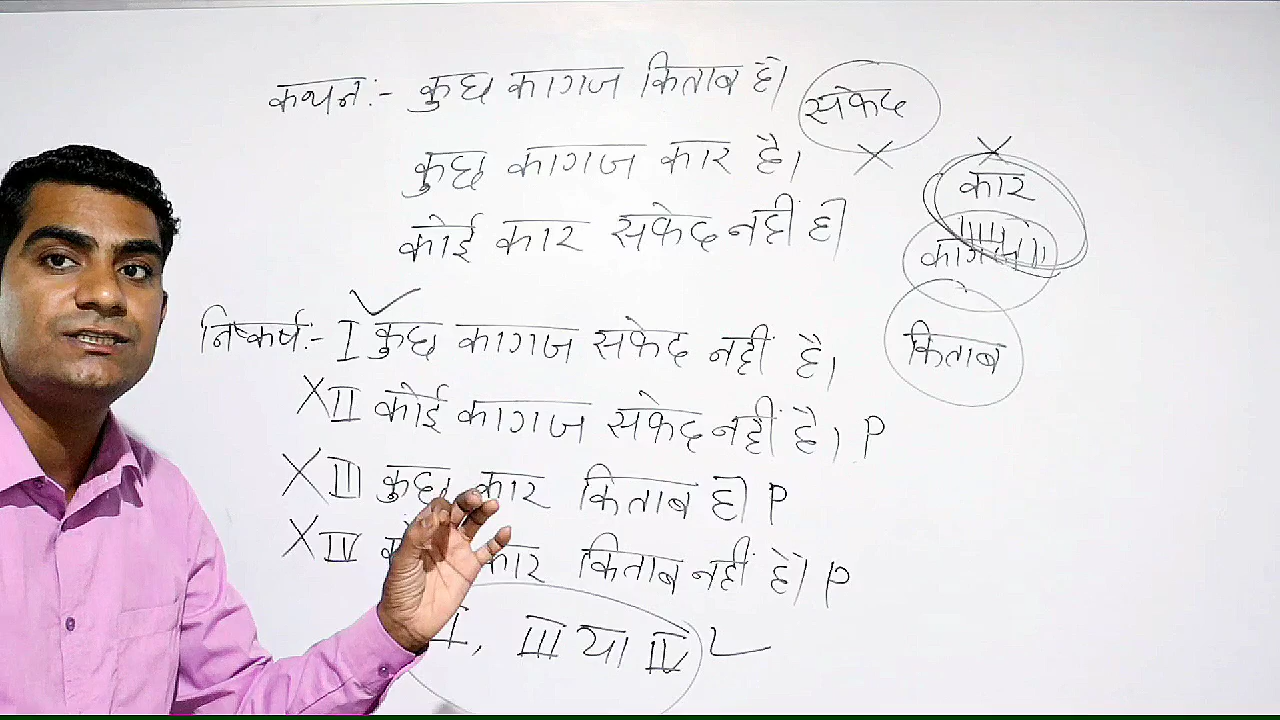 कथन:- कुछ कागज किताब है।
कुछ कागज कार है।
कोई कार सफेद नहीं है।
सफेद
X
X
कार
कागज
किताब
निष्कर्ष:- I कुछ कागज सफेद नहीं है।
X II कोई कागज सफेद नहीं है। P
X III कुछ कार किताब है। P
X IV कार किताब नहीं है। P
I, III या IV